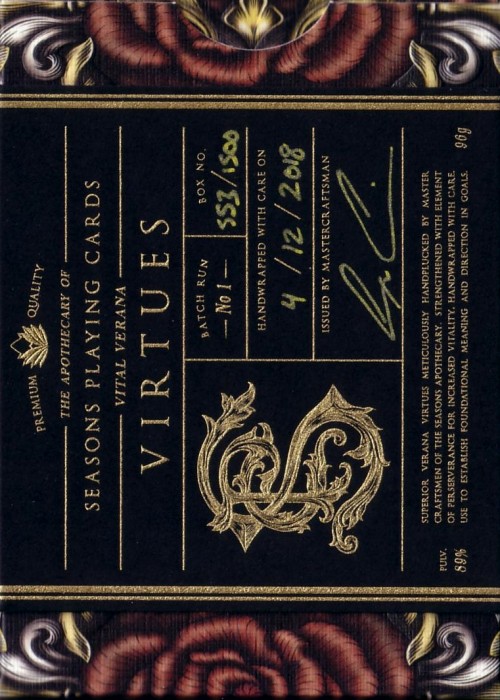 PREMIUM QUALITY
THE APOTHECARY OF
SEASONS PLAYING CARDS
VITAL VERANA
VIRTUES
BATCH RUN
— No 1 —
BOX NO.
553/1500
HANDWRAPPED WITH CARE ON
4 / 12 / 2018
ISSUED BY MASTERCRAFTSMAN
PULV.
89%
SUPERIOR VERANA VIRTUES METICULOUSLY HANDPLUCKED BY MASTER
CRAFTSMEN OF THE SEASONS APOTHECARY. STRENGTHENED WITH ELEMENT
OF PERSERVERANCE FOR INCREASED VITALITY. HANDWRAPPED WITH CARE.
USE TO ESTABLISH FOUNDATIONAL MEANING AND DIRECTION IN GOALS.
96g